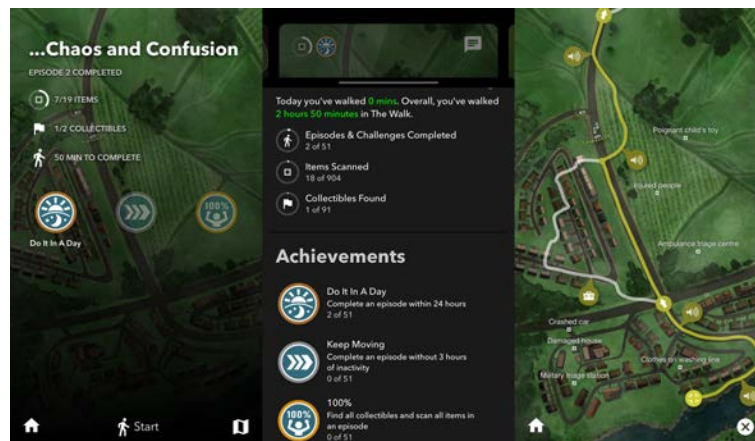 ...Chaos and Confusion
EPISODE 2 COMPLETED
7/19 ITEMS
1/2 COLLECTIBLES
50 MIN TO COMPLETE
100%
Do It In A Day
Start
Today you've walked 0 mins. Overall, you've walked
2 hours 50 minutes in The Walk.
Episodes & Challenges Completed
2 of 51
Items Scanned
18 of 904
Collectibles Found
1 of 91
Achievements
Do It In A Day
Complete an episode within 24 hours
2 of 51
Keep Moving
Complete an episode without 3 hours
of inactivity
0 of 51
100%
100%
Find all collectibles and scan all items in
an episode
0 of 51
Poignant child's toy
Injured people
Ambulance triage centre
Crashed car
Damaged house
Clothes on washing line
Military triage station